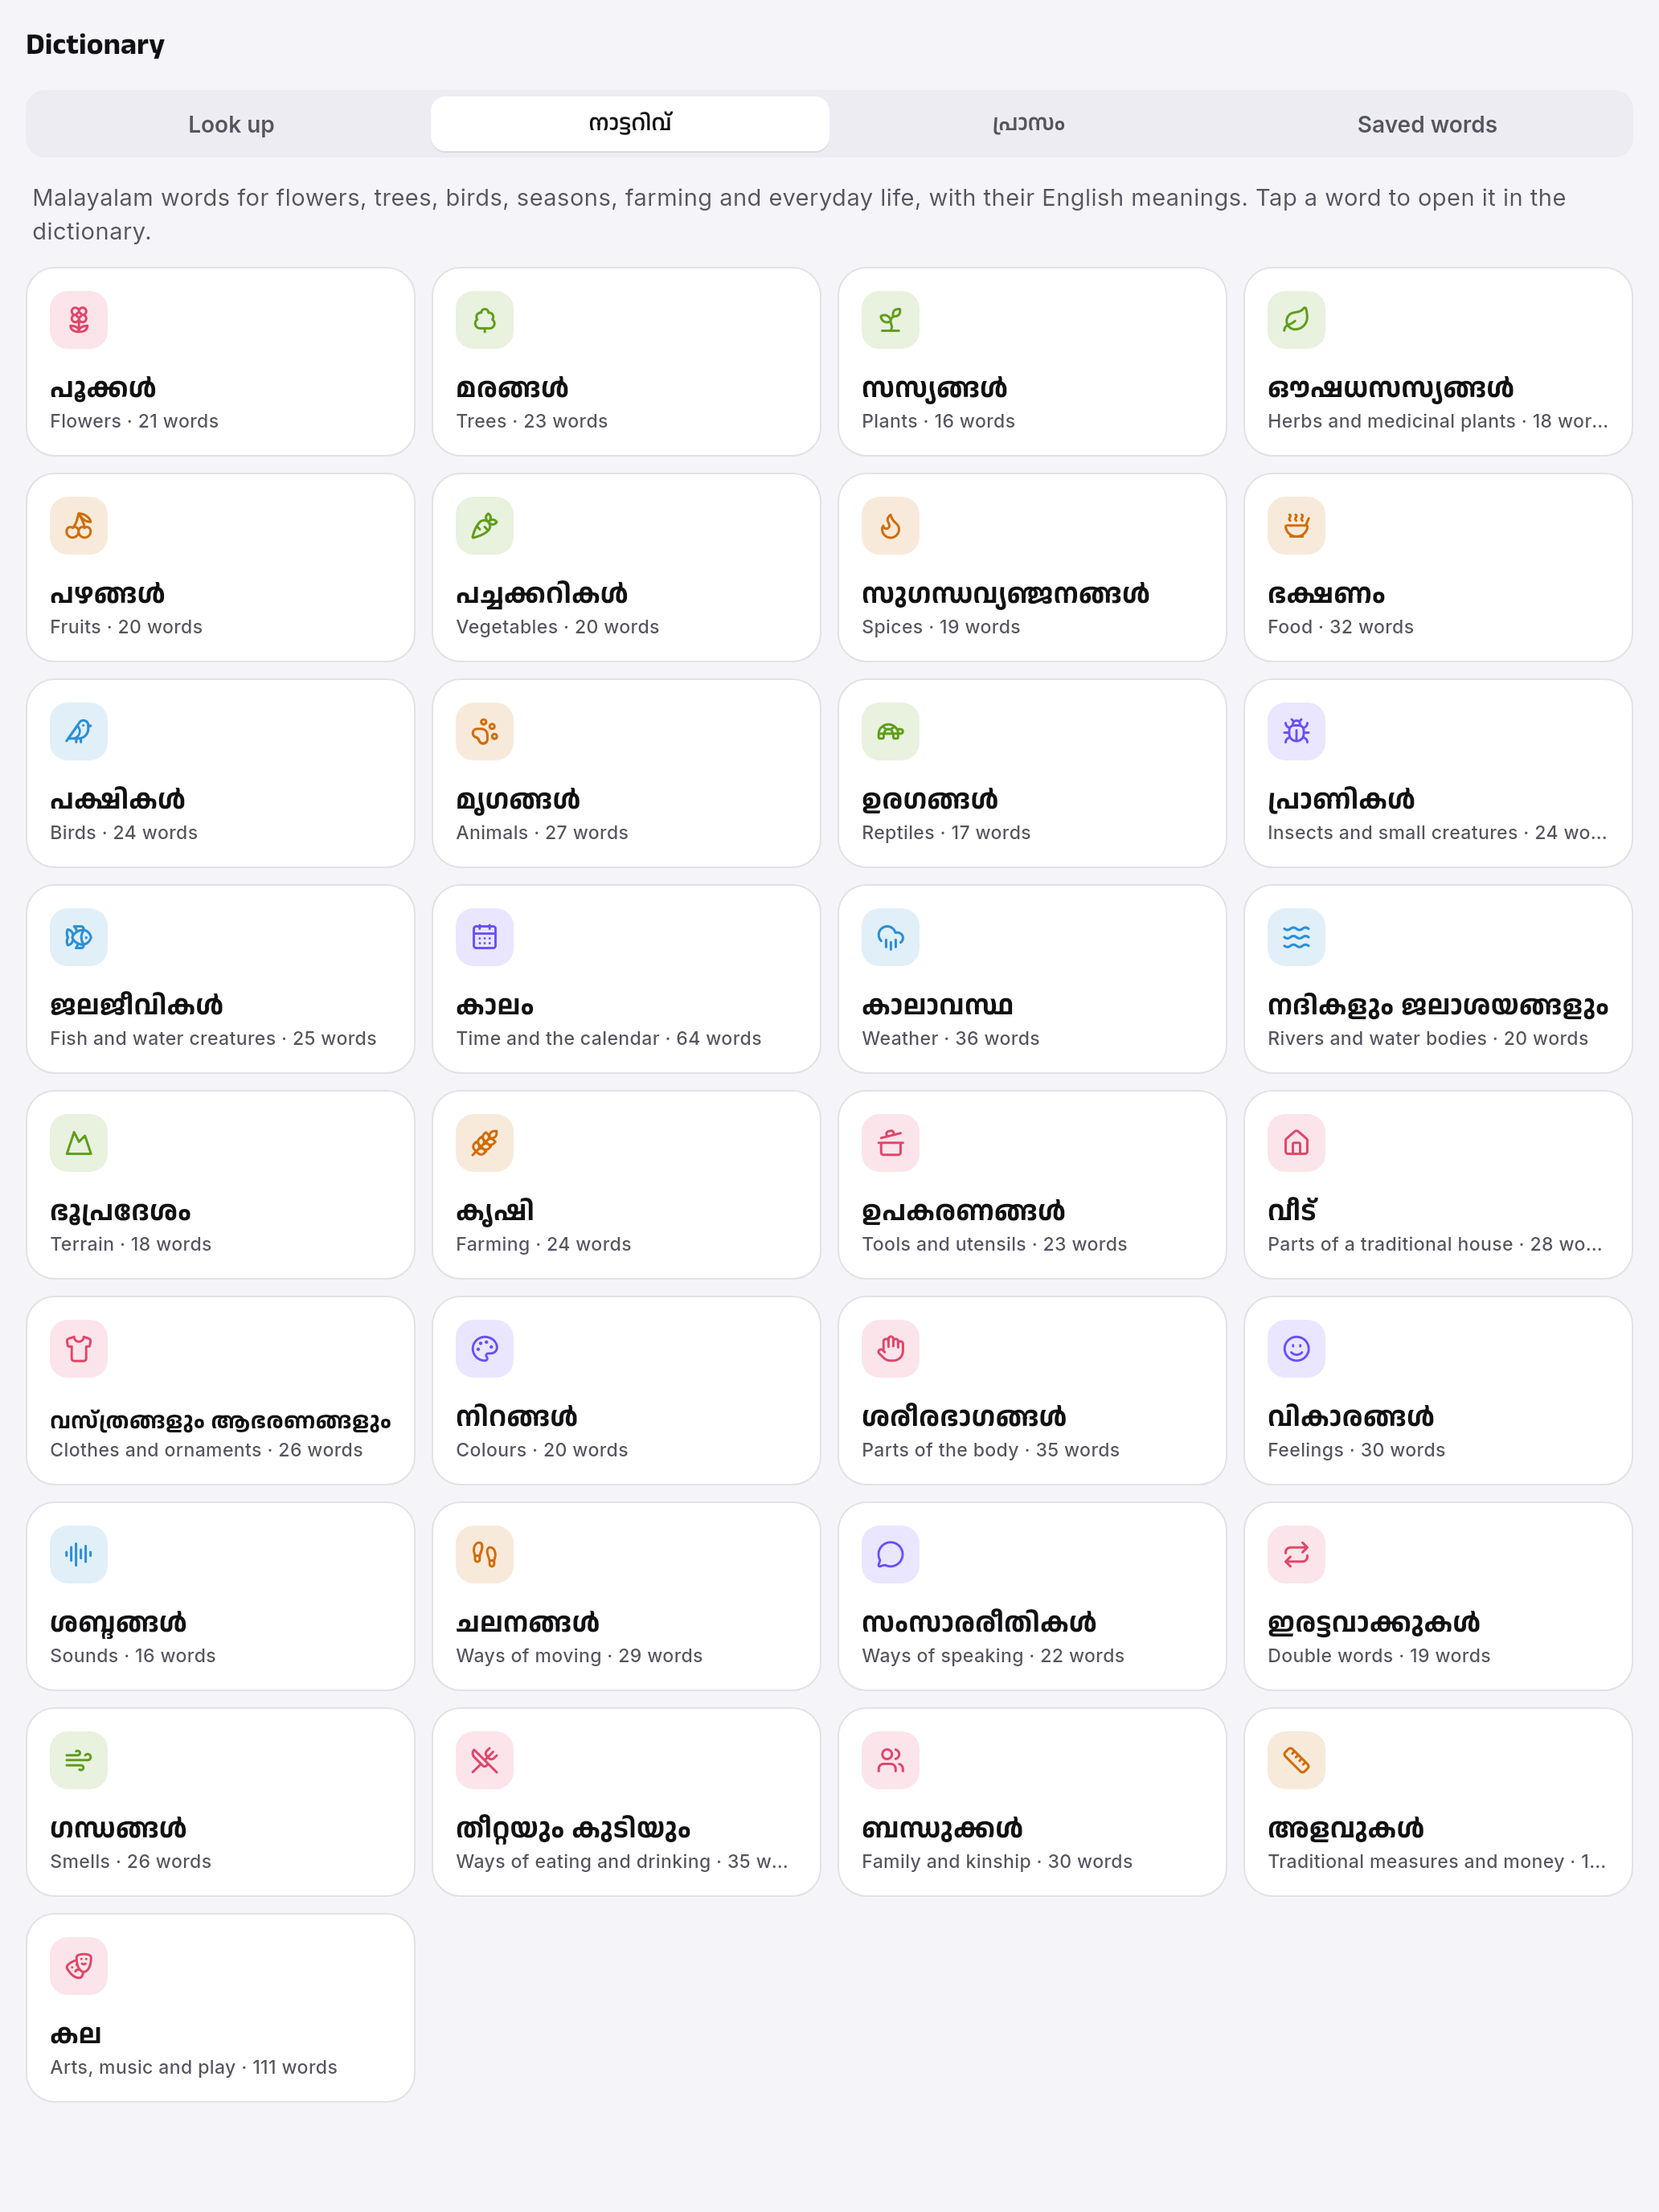 Dictionary
Look up
നാട്ടറിവ്
പ്രാസം
Saved words
Malayalam words for flowers, trees, birds, seasons, farming and everyday life, with their English meanings. Tap a word to open it in the
dictionary.
പൂക്കൾ
Flowers · 21 words
മരങ്ങൾ
Trees · 23 words
സസ്യങ്ങൾ
Plants · 16 words
ഔഷധസസ്യങ്ങൾ
Herbs and medicinal plants · 18 wor...
പഴങ്ങൾ
Fruits · 20 words
പച്ചക്കറികൾ
Vegetables · 20 words
സുഗന്ധവ്യഞ്ജനങ്ങൾ
Spices · 19 words
ഭക്ഷണം
Food · 32 words
പക്ഷികൾ
Birds · 24 words
മൃഗങ്ങൾ
Animals · 27 words
ഉരഗങ്ങൾ
Reptiles · 17 words
പ്രാണികൾ
Insects and small creatures · 24 wo...
ജലജീവികൾ
Fish and water creatures · 25 words
കാലം
Time and the calendar · 64 words
കാലാവസ്ഥ
Weather · 36 words
നദികളും ജലാശയങ്ങളും
Rivers and water bodies · 20 words
ഭൂപ്രദേശം
Terrain · 18 words
കൃഷി
Farming · 24 words
ഉപകരണങ്ങൾ
Tools and utensils · 23 words
വീട്
Parts of a traditional house · 28 wo...
വസ്ത്രങ്ങളും ആഭരണങ്ങളും
Clothes and ornaments · 26 words
നിറങ്ങൾ
Colours · 20 words
ശരീരഭാഗങ്ങൾ
Parts of the body · 35 words
വികാരങ്ങൾ
Feelings · 30 words
ശബ്ദങ്ങൾ
Sounds · 16 words
ചലനങ്ങൾ
Ways of moving · 29 words
സംസാരരീതികൾ
Ways of speaking · 22 words
ഇരട്ടവാക്കുകൾ
Double words · 19 words
ഗന്ധങ്ങൾ
Smells · 26 words
തീറ്റയും കുടിയും
Ways of eating and drinking · 35 w...
ബന്ധുക്കൾ
Family and kinship · 30 words
അളവുകൾ
Traditional measures and money · 1...
കല
Arts, music and play · 111 words